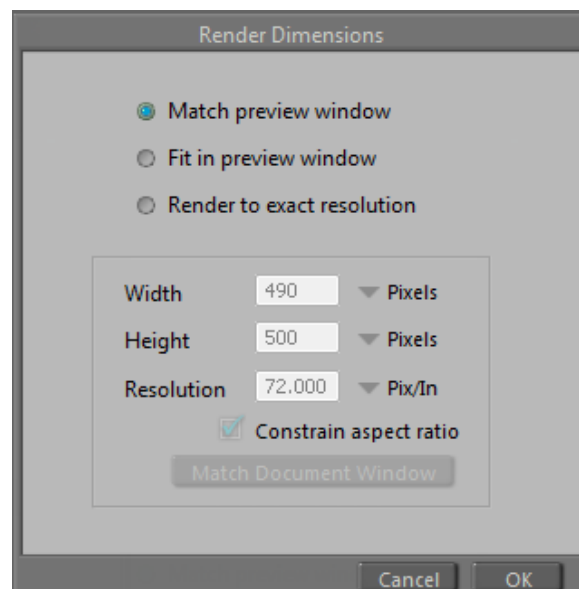 Render Dimensions
Match preview window
Fit in preview window
Render to exact resolution
Width 490 Pixels
Height 500 Pixels
Resolution 72.000 Pix/In
Constrain aspect ratio
Match Document Window
Cancel OK